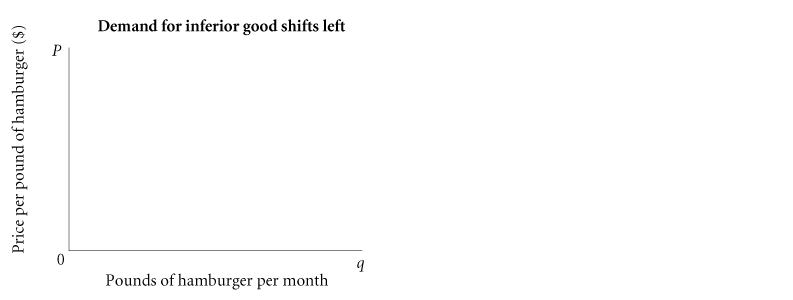 Demand for inferior good shifts left
P
Price per pound of hamburger ($)
0
q
Pounds of hamburger per month